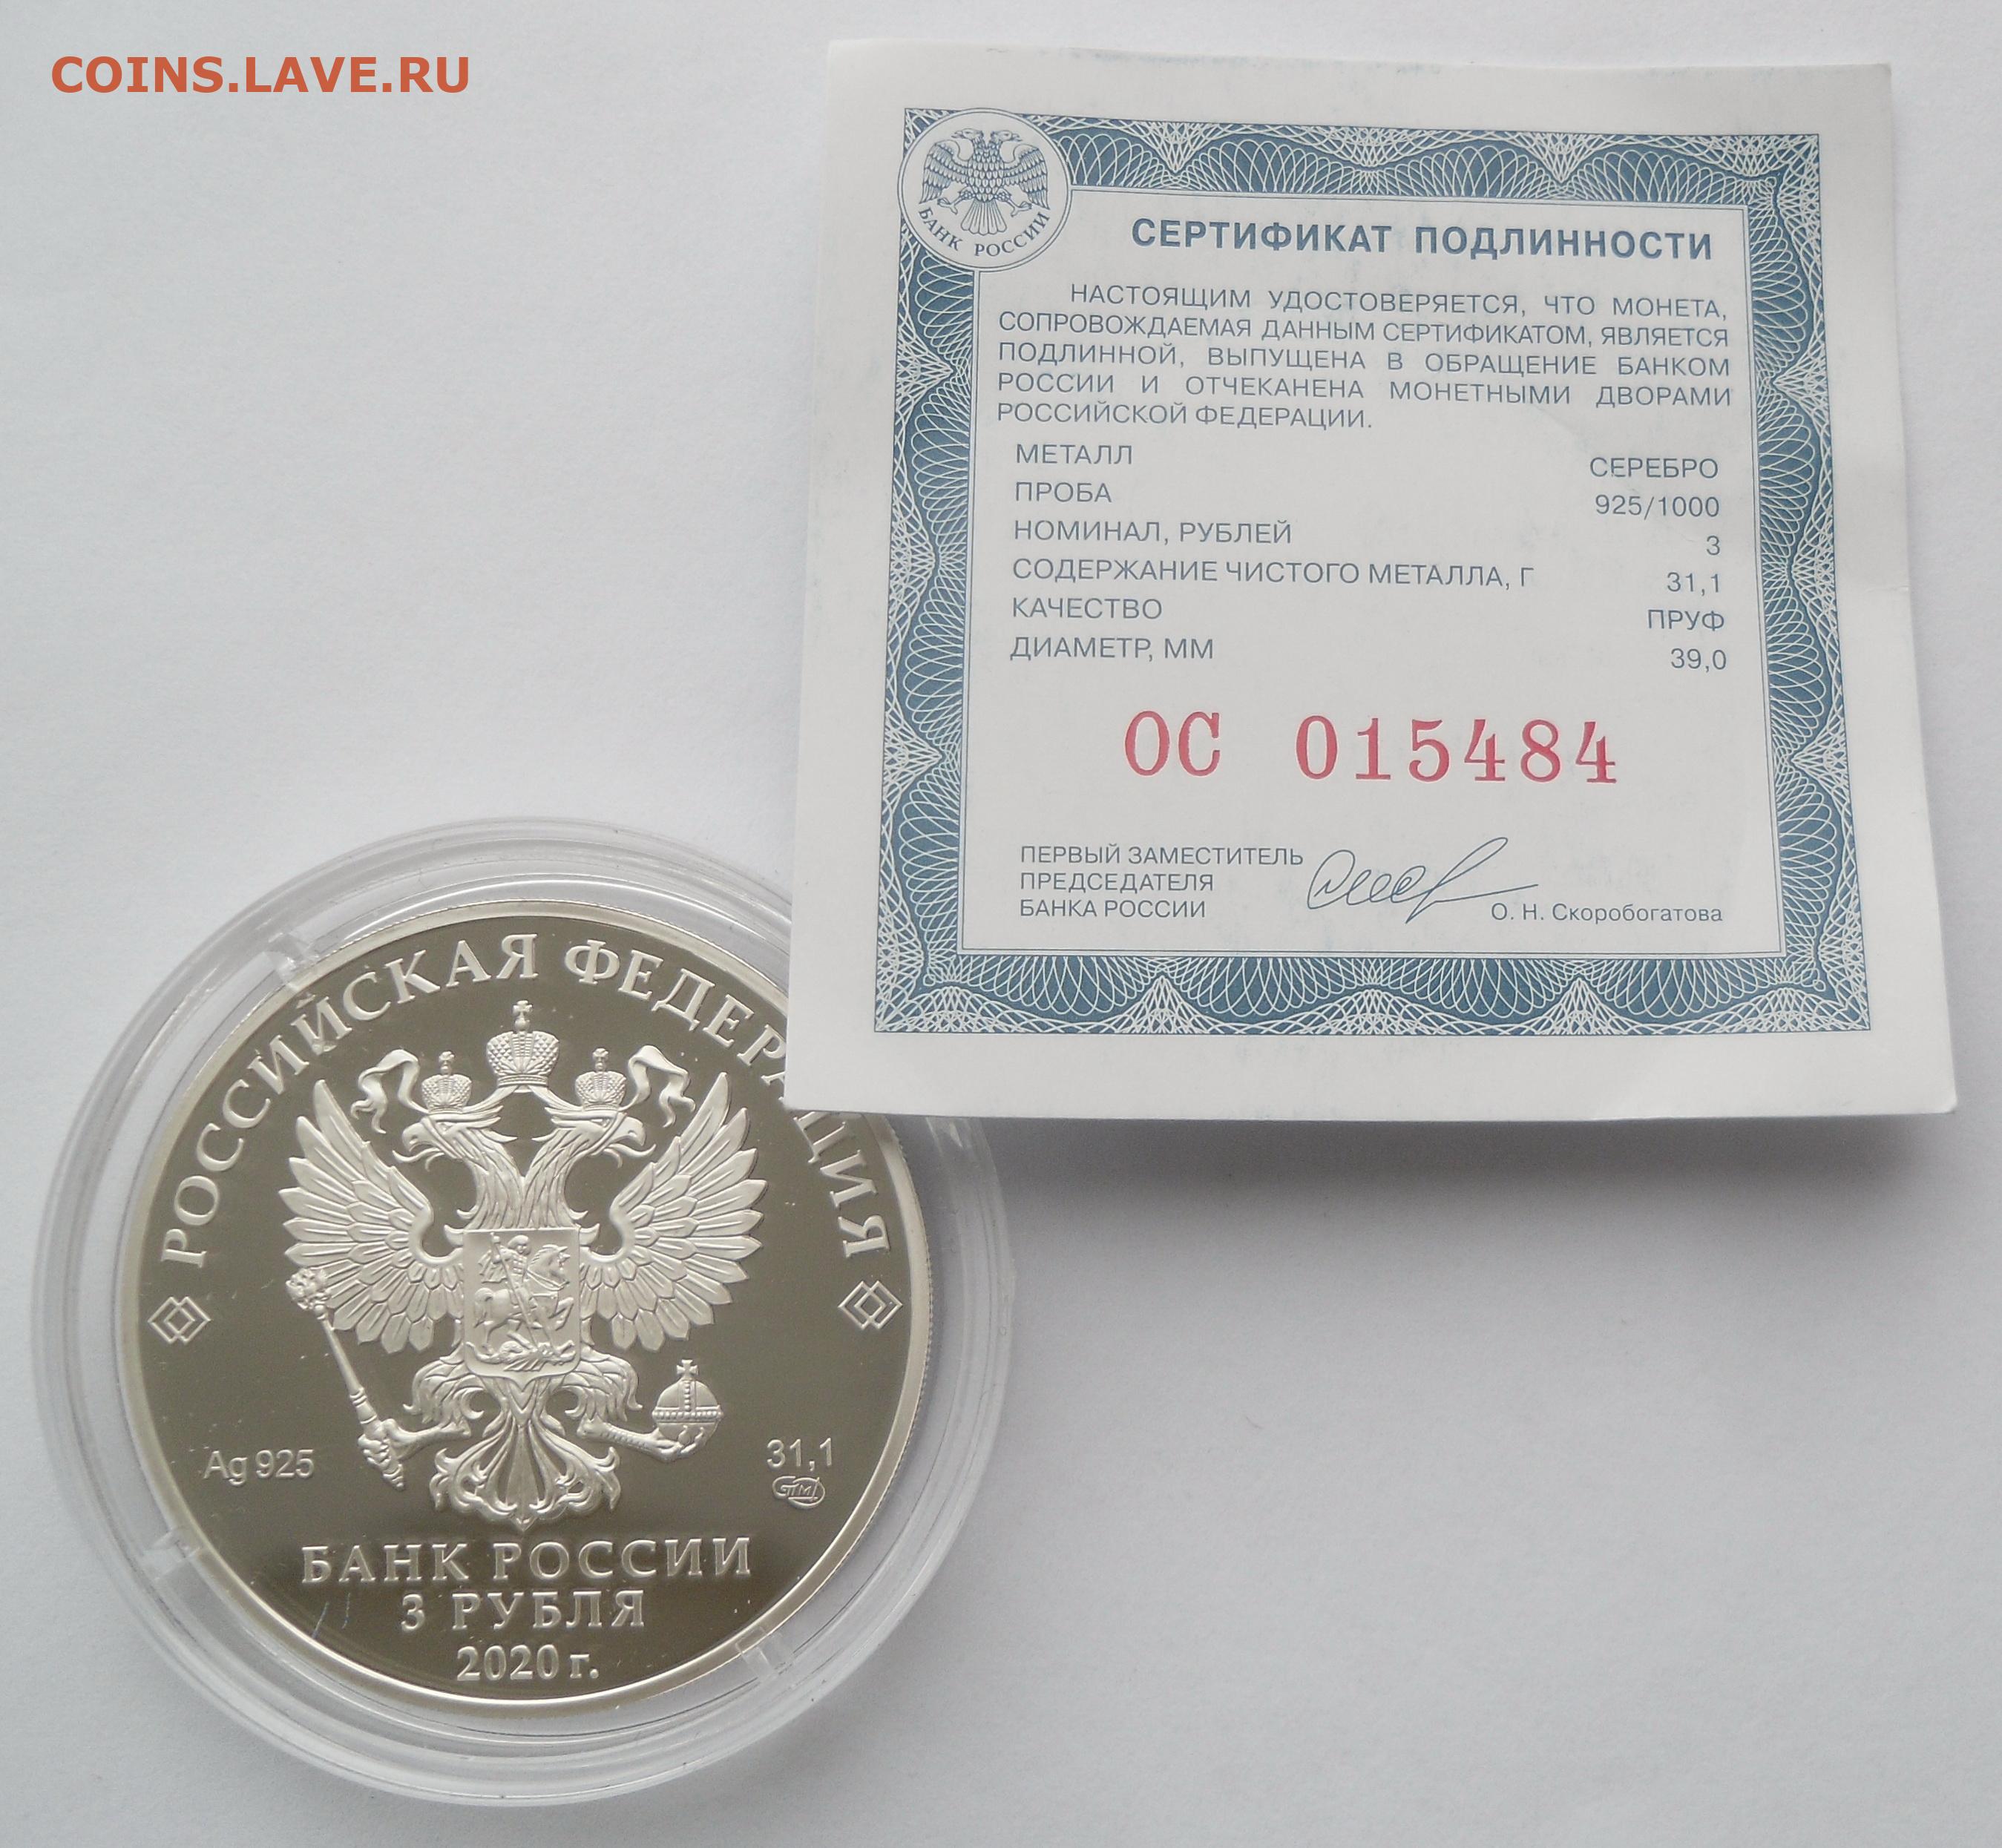 COINS.LAVE.RU
БАНК РОССИИ
СЕРТИФИКАТ ПОДЛИННОСТИ
НАСТОЯЩИМ УДОСТОВЕРЯЕТСЯ, ЧТО МОНЕТА,
СОПРОВОЖДАЕМАЯ ДАННЫМ СЕРТИФИКАТОМ, ЯВЛЯЕТСЯ
ПОДЛИННОЙ, ВЫПУЩЕНА В ОБРАЩЕНИЕ БАНКОМ
РОССИИ И ОТЧЕКАНЕНА МОНЕТНЫМИ ДВОРАМИ
РОССИЙСКОЙ ФЕДЕРАЦИИ.
МЕТАЛЛ СЕРЕБРО
ПРОБА 925/1000
НОМИНАЛ, РУБЛЕЙ 3
СОДЕРЖАНИЕ ЧИСТОГО МЕТАЛЛА, Г 31,1
КАЧЕСТВО ПРУФ
ДИАМЕТР, ММ 39,0
ОС 015484
ПЕРВЫЙ ЗАМЕСТИТЕЛЬ
ПРЕДСЕДАТЕЛЯ
БАНКА РОССИИ
О. Н. Скоробогатова
РОССИЙСКАЯ ФЕДЕРАЦИЯ
Ag 925
31,1
БАНК РОССИИ
3 РУБЛЯ
2020 г.